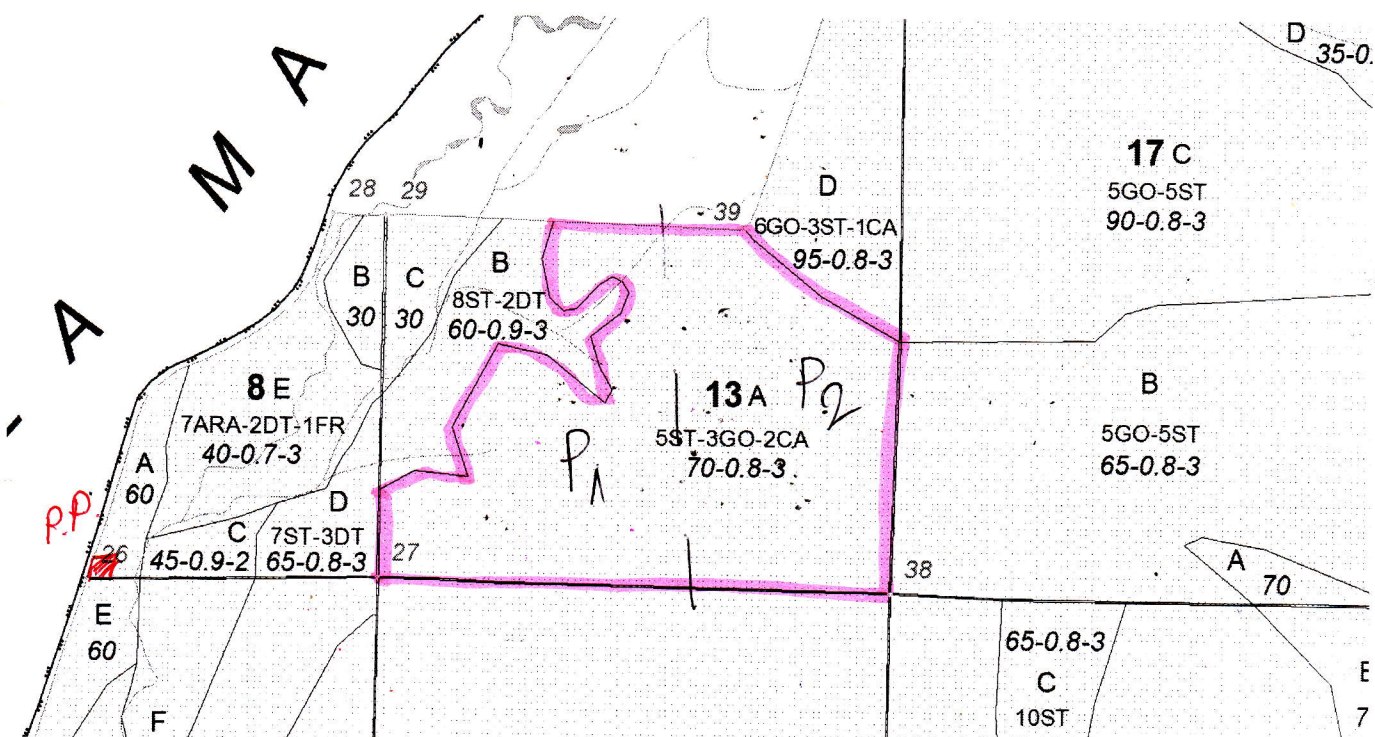 A M A
D
35-0.
17 C
5GO-5ST
90-0.8-3
28 29
39
D
6GO-3ST-1CA
95-0.8-3
B
30
C
30
B
8ST-2DT
60-0.9-3
8 E
7ARA-2DT-1FR
40-0.7-3
13 A
5ST-3GO-2CA
70-0.8-3
P1
P2
B
5GO-5ST
65-0.8-3
A
60
P.P.
26
C
45-0.9-2
D
7ST-3DT
65-0.8-3
27
38
A
70
E
60
F
65-0.8-3
C
10ST
7